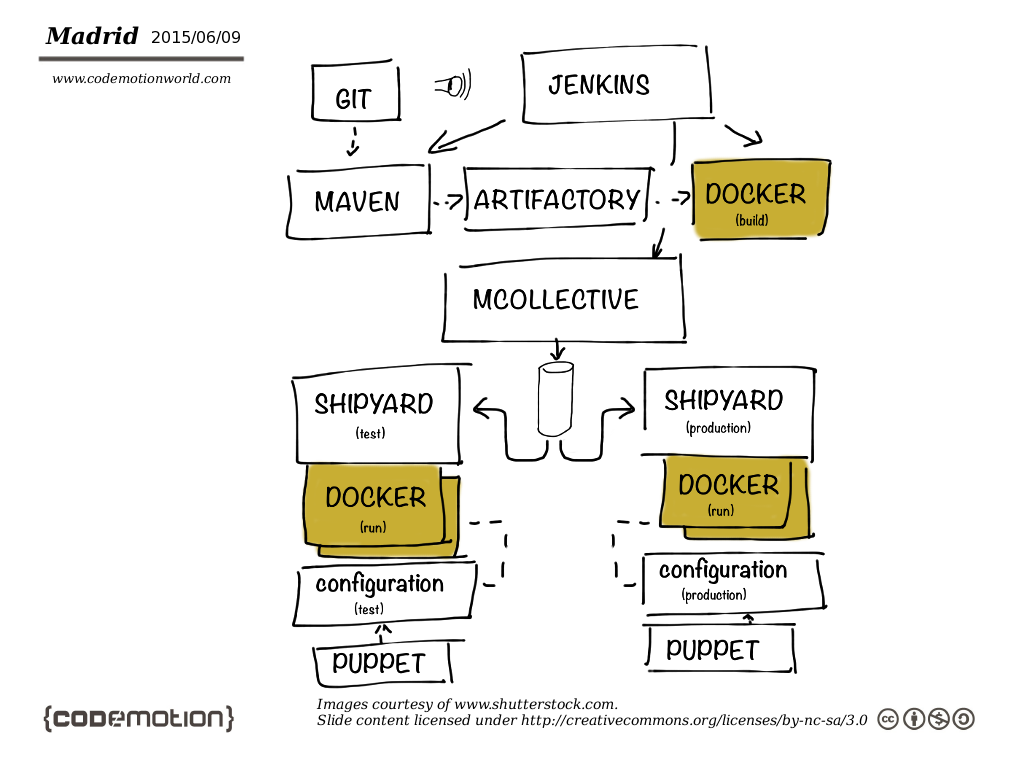 Madrid 2015/06/09
www.codemotionworld.com
GIT
JENKINS
MAVEN
ARTIFACTORY
DOCKER
(build)
MCOLLECTIVE
SHIPYARD
(test)
SHIPYARD
(production)
DOCKER
(run)
DOCKER
(run)
configuration
(test)
configuration
(production)
PUPPET
PUPPET
{CODEMOTION}
Images courtesy of www.shutterstock.com.
Slide content licensed under http://creativecommons.org/licenses/by-nc-sa/3.0
cc